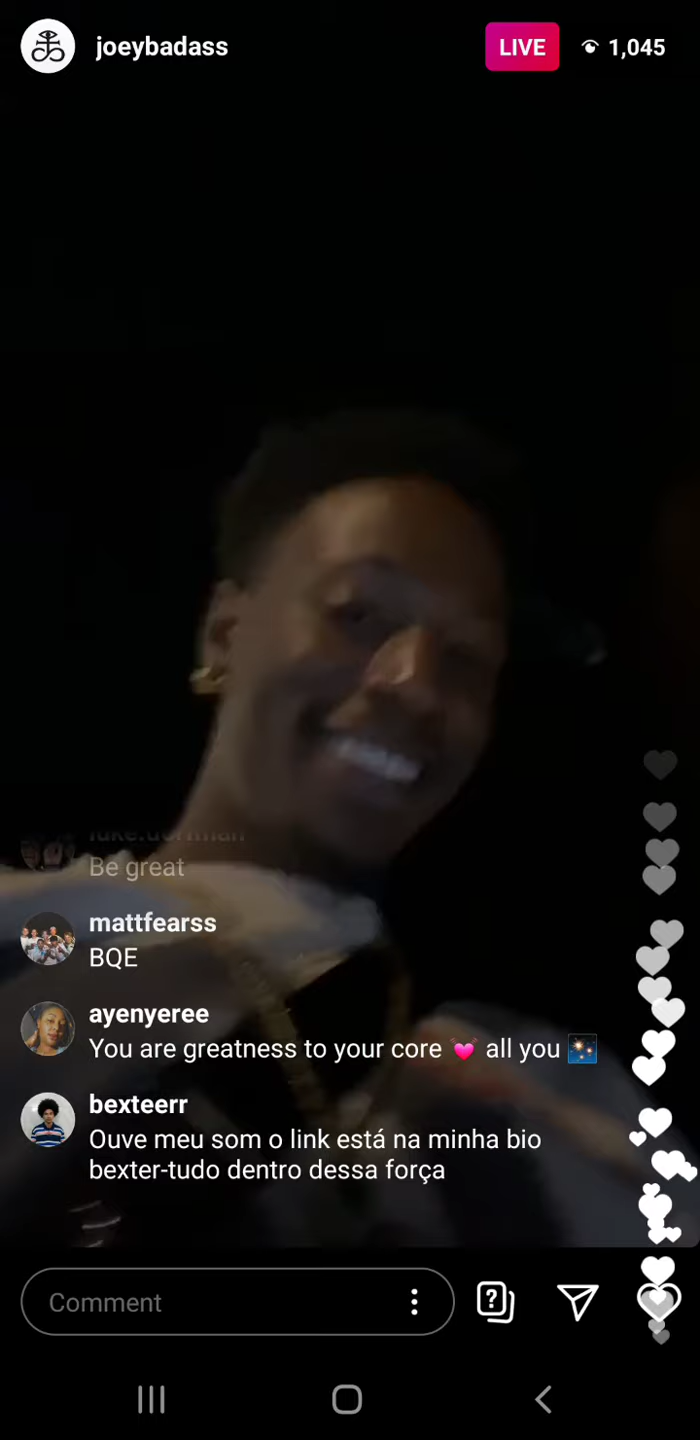 joeybadass LIVE 1,045
Be great
mattfearss
BQE
ayenyeree
You are greatness to your core 💓 all you 🎇
bexteerr
Ouve meu som o link está na minha bio
bexter-tudo dentro dessa força
Comment